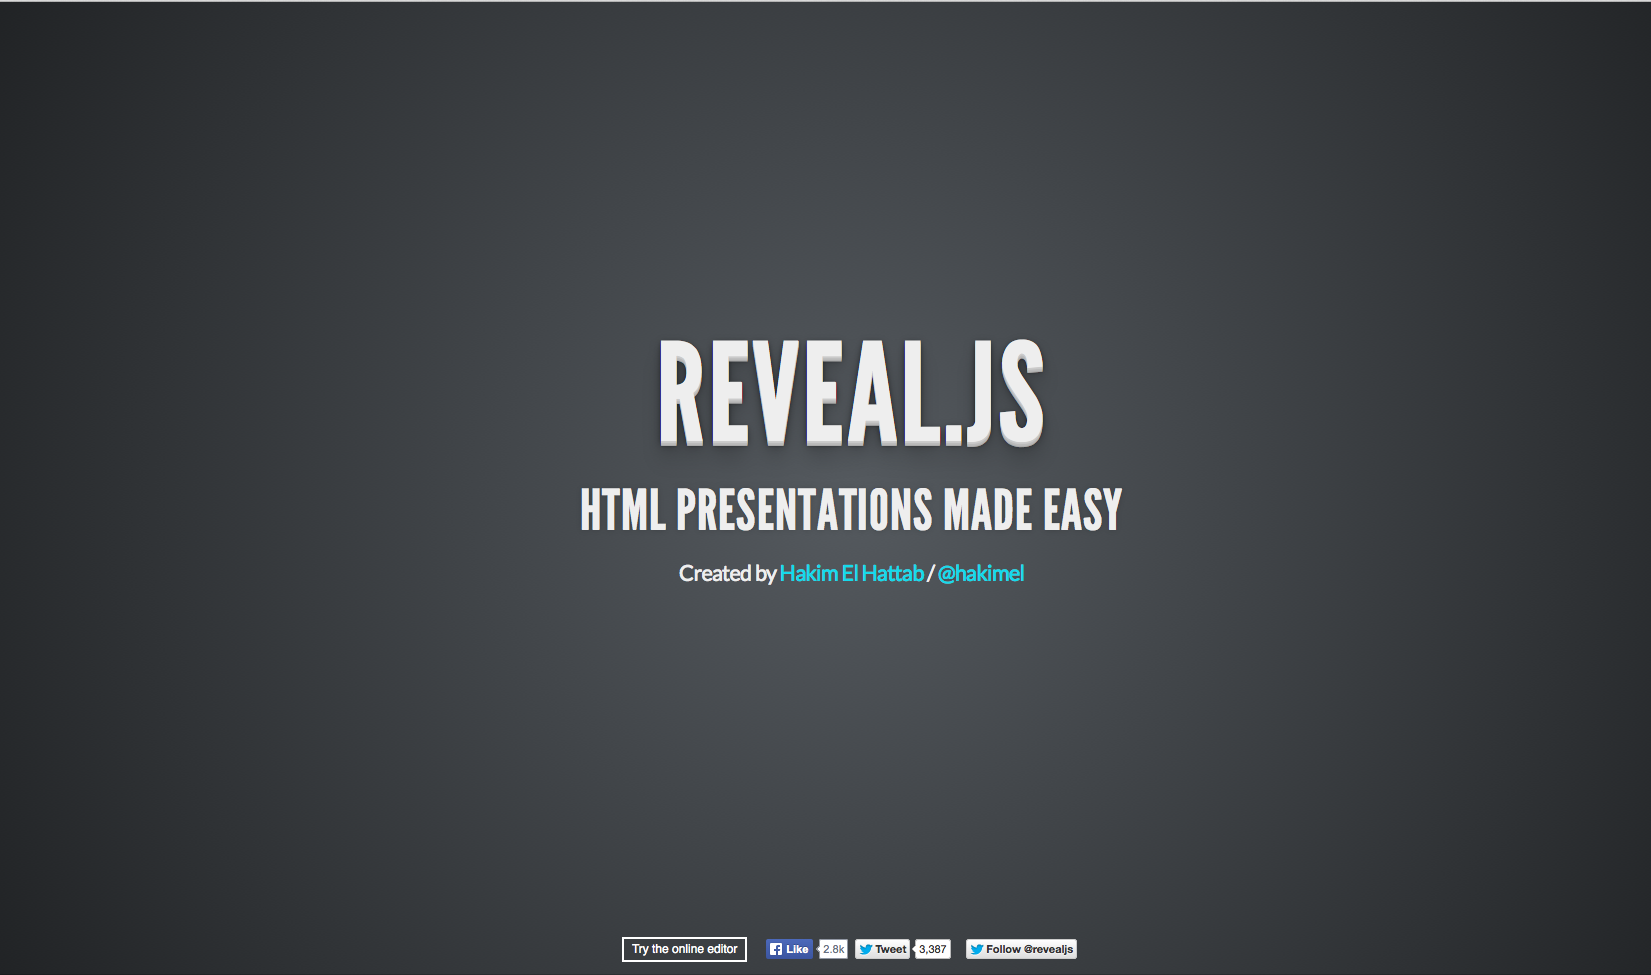 REVEAL.JS
HTML PRESENTATIONS MADE EASY
Created by Hakim El Hattab / @hakimel
Try the online editor Like 2.8k Tweet 3,387 Follow @revealjs